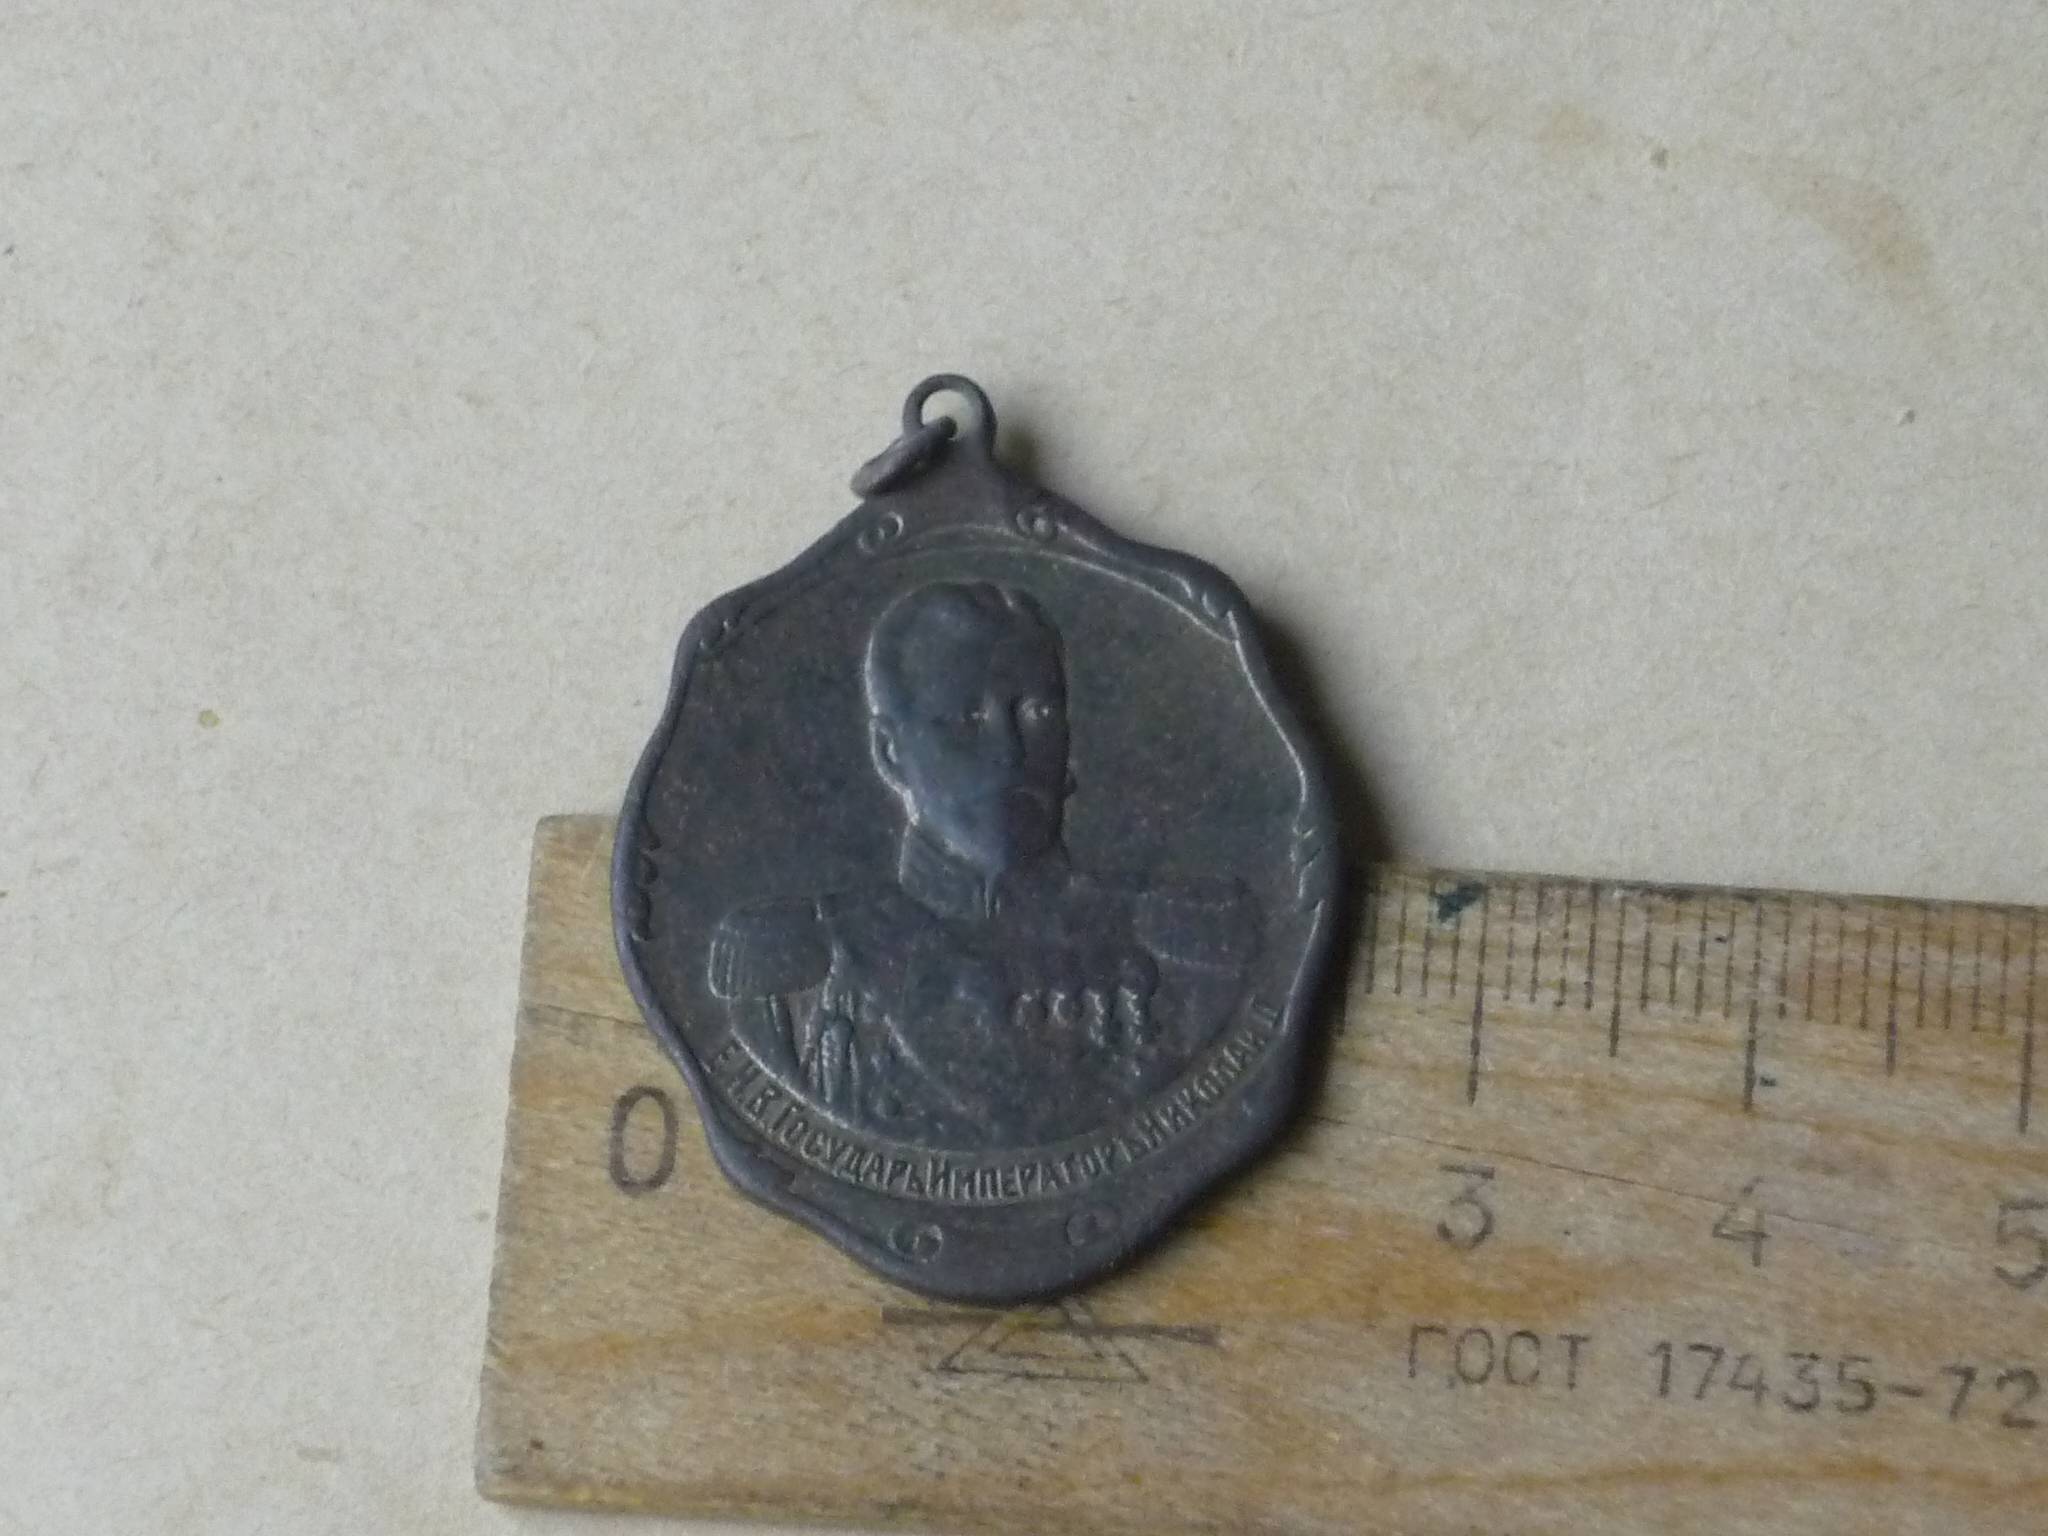 Е.И.В. Государь Императоръ Николай II
0 3 4 5
ГОСТ 17435-72